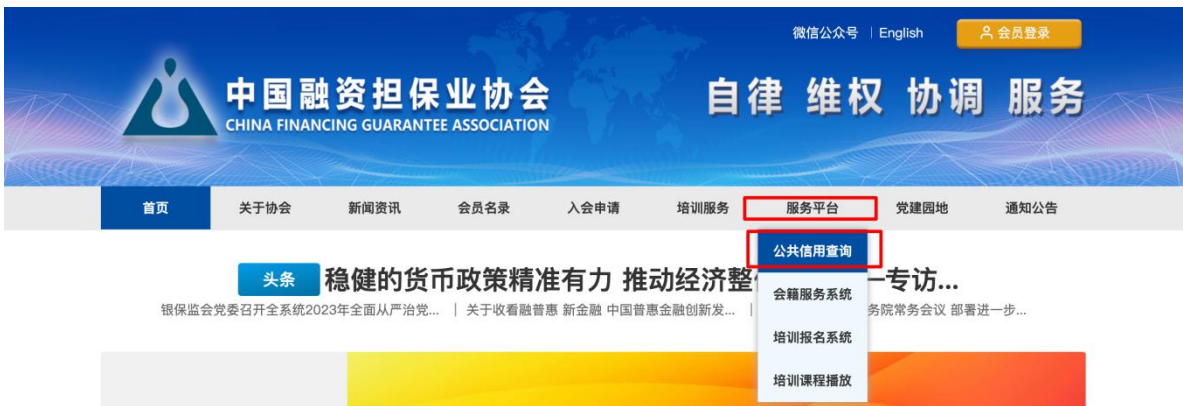 微信公众号 | English 会员登录
中国融资担保业协会
CHINA FINANCING GUARANTEE ASSOCIATION
自律 维权 协调 服务
首页 关于协会 新闻资讯 会员名录 入会申请 培训服务 服务平台 党建园地 通知公告
公共信用查询
会籍服务系统
培训报名系统
培训课程播放
头条 稳健的货币政策精准有力 推动经济整 专访...
银保监会党委召开全系统2023年全面从严治党... | 关于收看融普惠 新金融 中国普惠金融创新发... | 务院常务会议 部署进一步...